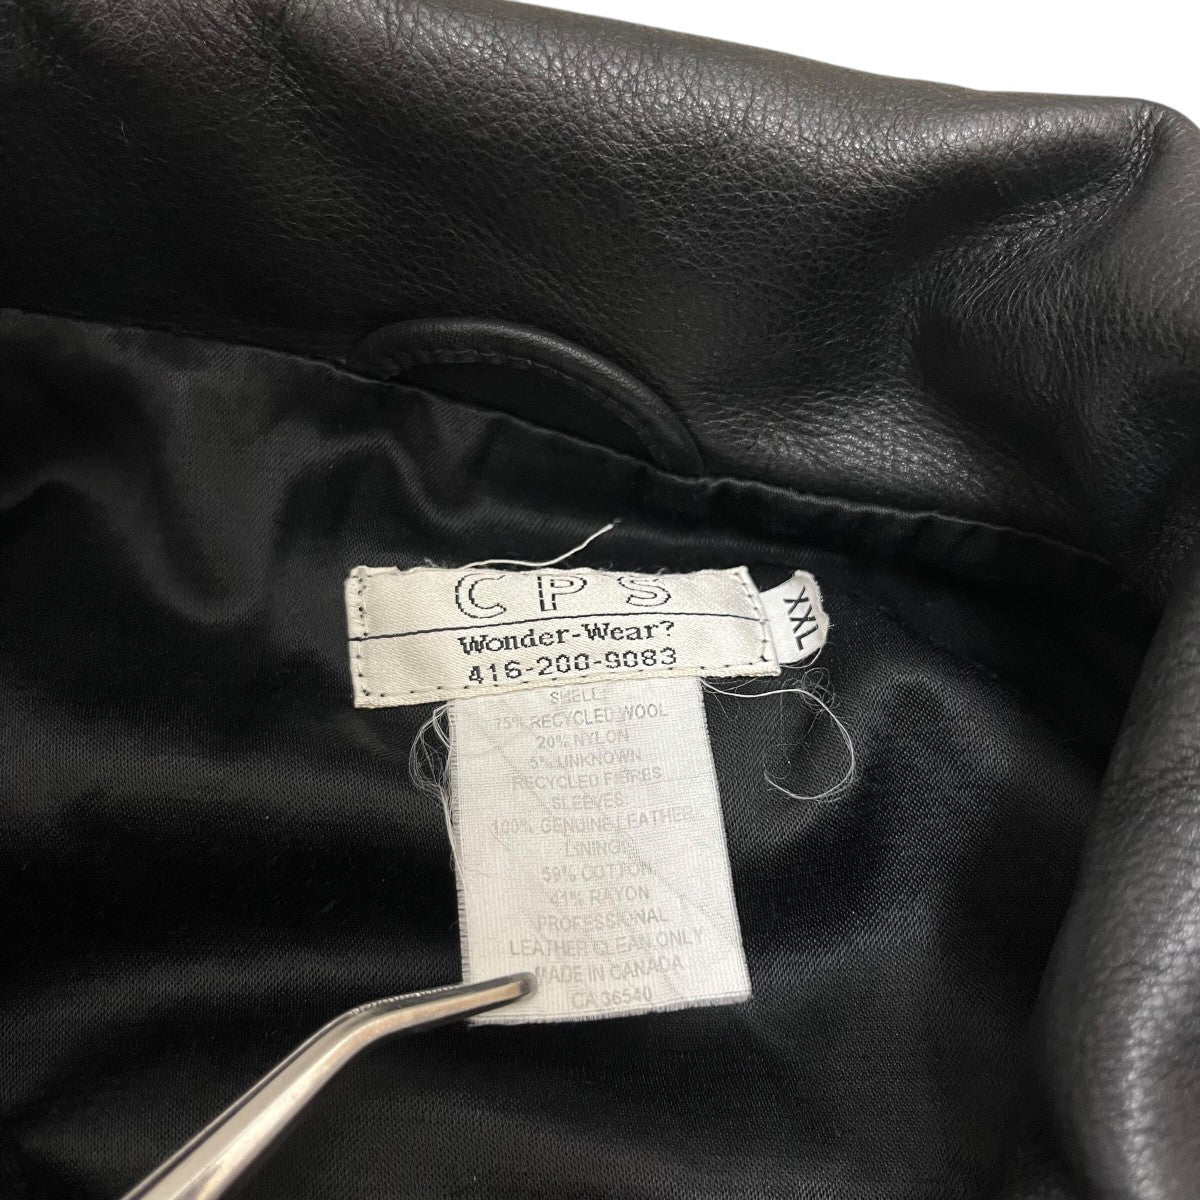 CPS
Wonder-Wear?
416-200-9083
XXL
SHELL:
75% RECYCLED WOOL
20% NYLON
5% UNKNOWN
RECYCLED FIBRES
SLEEVES:
100% GENUINE LEATHER
LINING:
59% COTTON
41% RAYON
PROFESSIONAL
LEATHER CLEAN ONLY
MADE IN CANADA
CA 36540